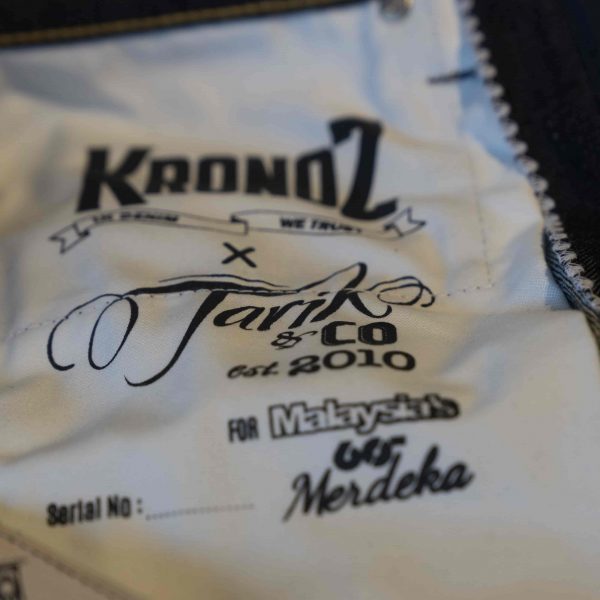 KRONOZ
IN DENIM WE TRUST
x
Tarik
& CO
est. 2010
FOR Malaysia's
Merdeka
Serial No :